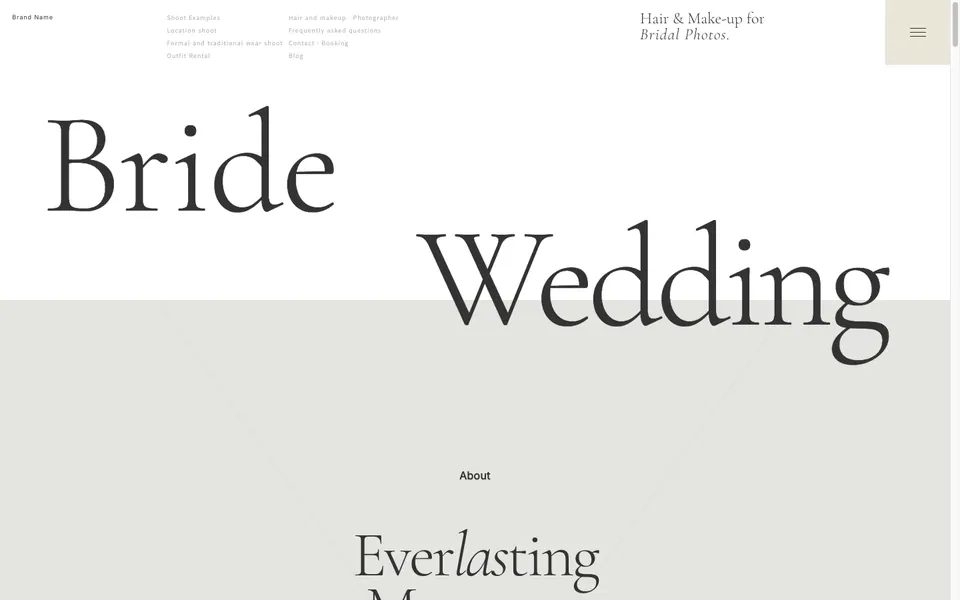 Brand Name
Shoot Examples
Location shoot
Formal and traditional wear shoot
Outfit Rental
Hair and makeup · Photographer
Frequently asked questions
Contact · Booking
Blog
Hair & Make-up for
Bridal Photos.
Bride
Wedding
About
Everlasting